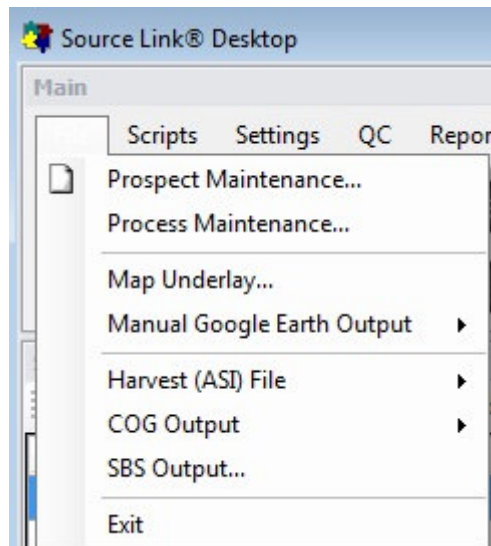 Source Link® Desktop
Main
Scripts Settings QC
Prospect Maintenance...
Process Maintenance...
Map Underlay...
Manual Google Earth Output
Harvest (ASI) File
COG Output
SBS Output...
Exit